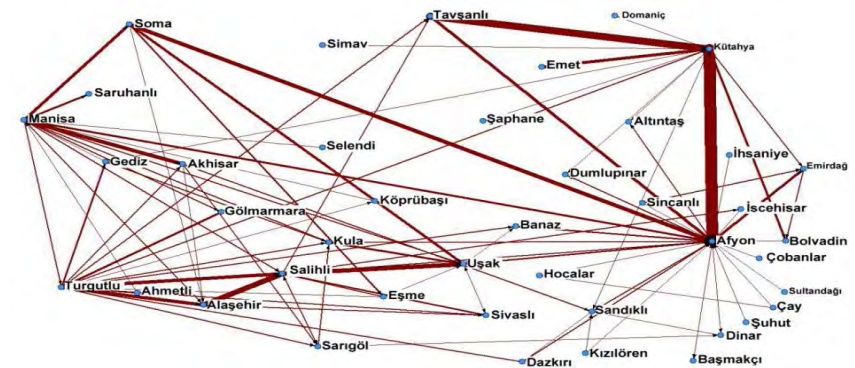 Soma
Tavşanlı
Domaniç
Simav
Kütahya
Emet
Saruhanlı
Manisa
Şaphane
Altıntaş
Selendi
İhsaniye
Gediz
Akhisar
Emirdağ
Dumlupınar
Köprübaşı
Sincanlı
Gölmarmara
İscehisar
Banaz
Kula
Afyon
Bolvadin
Çobanlar
Uşak
Salihli
Hocalar
Turgutlu
Ahmetli
Eşme
Sultandağı
Alaşehir
Çay
Sivaslı
Sandıklı
Şuhut
Dinar
Sarıgöl
Kızılören
Dazkırı
Başmakçı